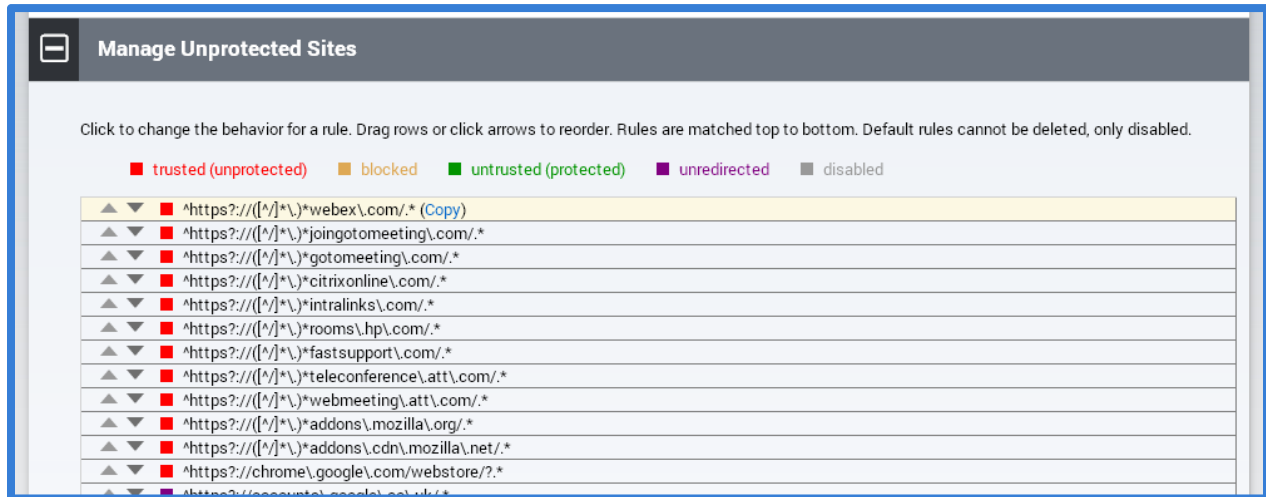 Manage Unprotected Sites
Click to change the behavior for a rule. Drag rows or click arrows to reorder. Rules are matched top to bottom. Default rules cannot be deleted, only disabled.
trusted (unprotected) blocked untrusted (protected) unredirected disabled
^https?://([^/]*\.)*webex\.com/.* (Copy)
^https?://([^/]*\.)*joingotomeeting\.com/.*
^https?://([^/]*\.)*gotomeeting\.com/.*
^https?://([^/]*\.)*citrixonline\.com/.*
^https?://([^/]*\.)*intralinks\.com/.*
^https?://([^/]*\.)*rooms\.hp\.com/.*
^https?://([^/]*\.)*fastsupport\.com/.*
^https?://([^/]*\.)*teleconference\.att\.com/.*
^https?://([^/]*\.)*webmeeting\.att\.com/.*
^https?://([^/]*\.)*addons\.mozilla\.org/.*
^https?://([^/]*\.)*addons\.cdn\.mozilla\.net/.*
^https?://chrome\.google\.com/webstore/?.*